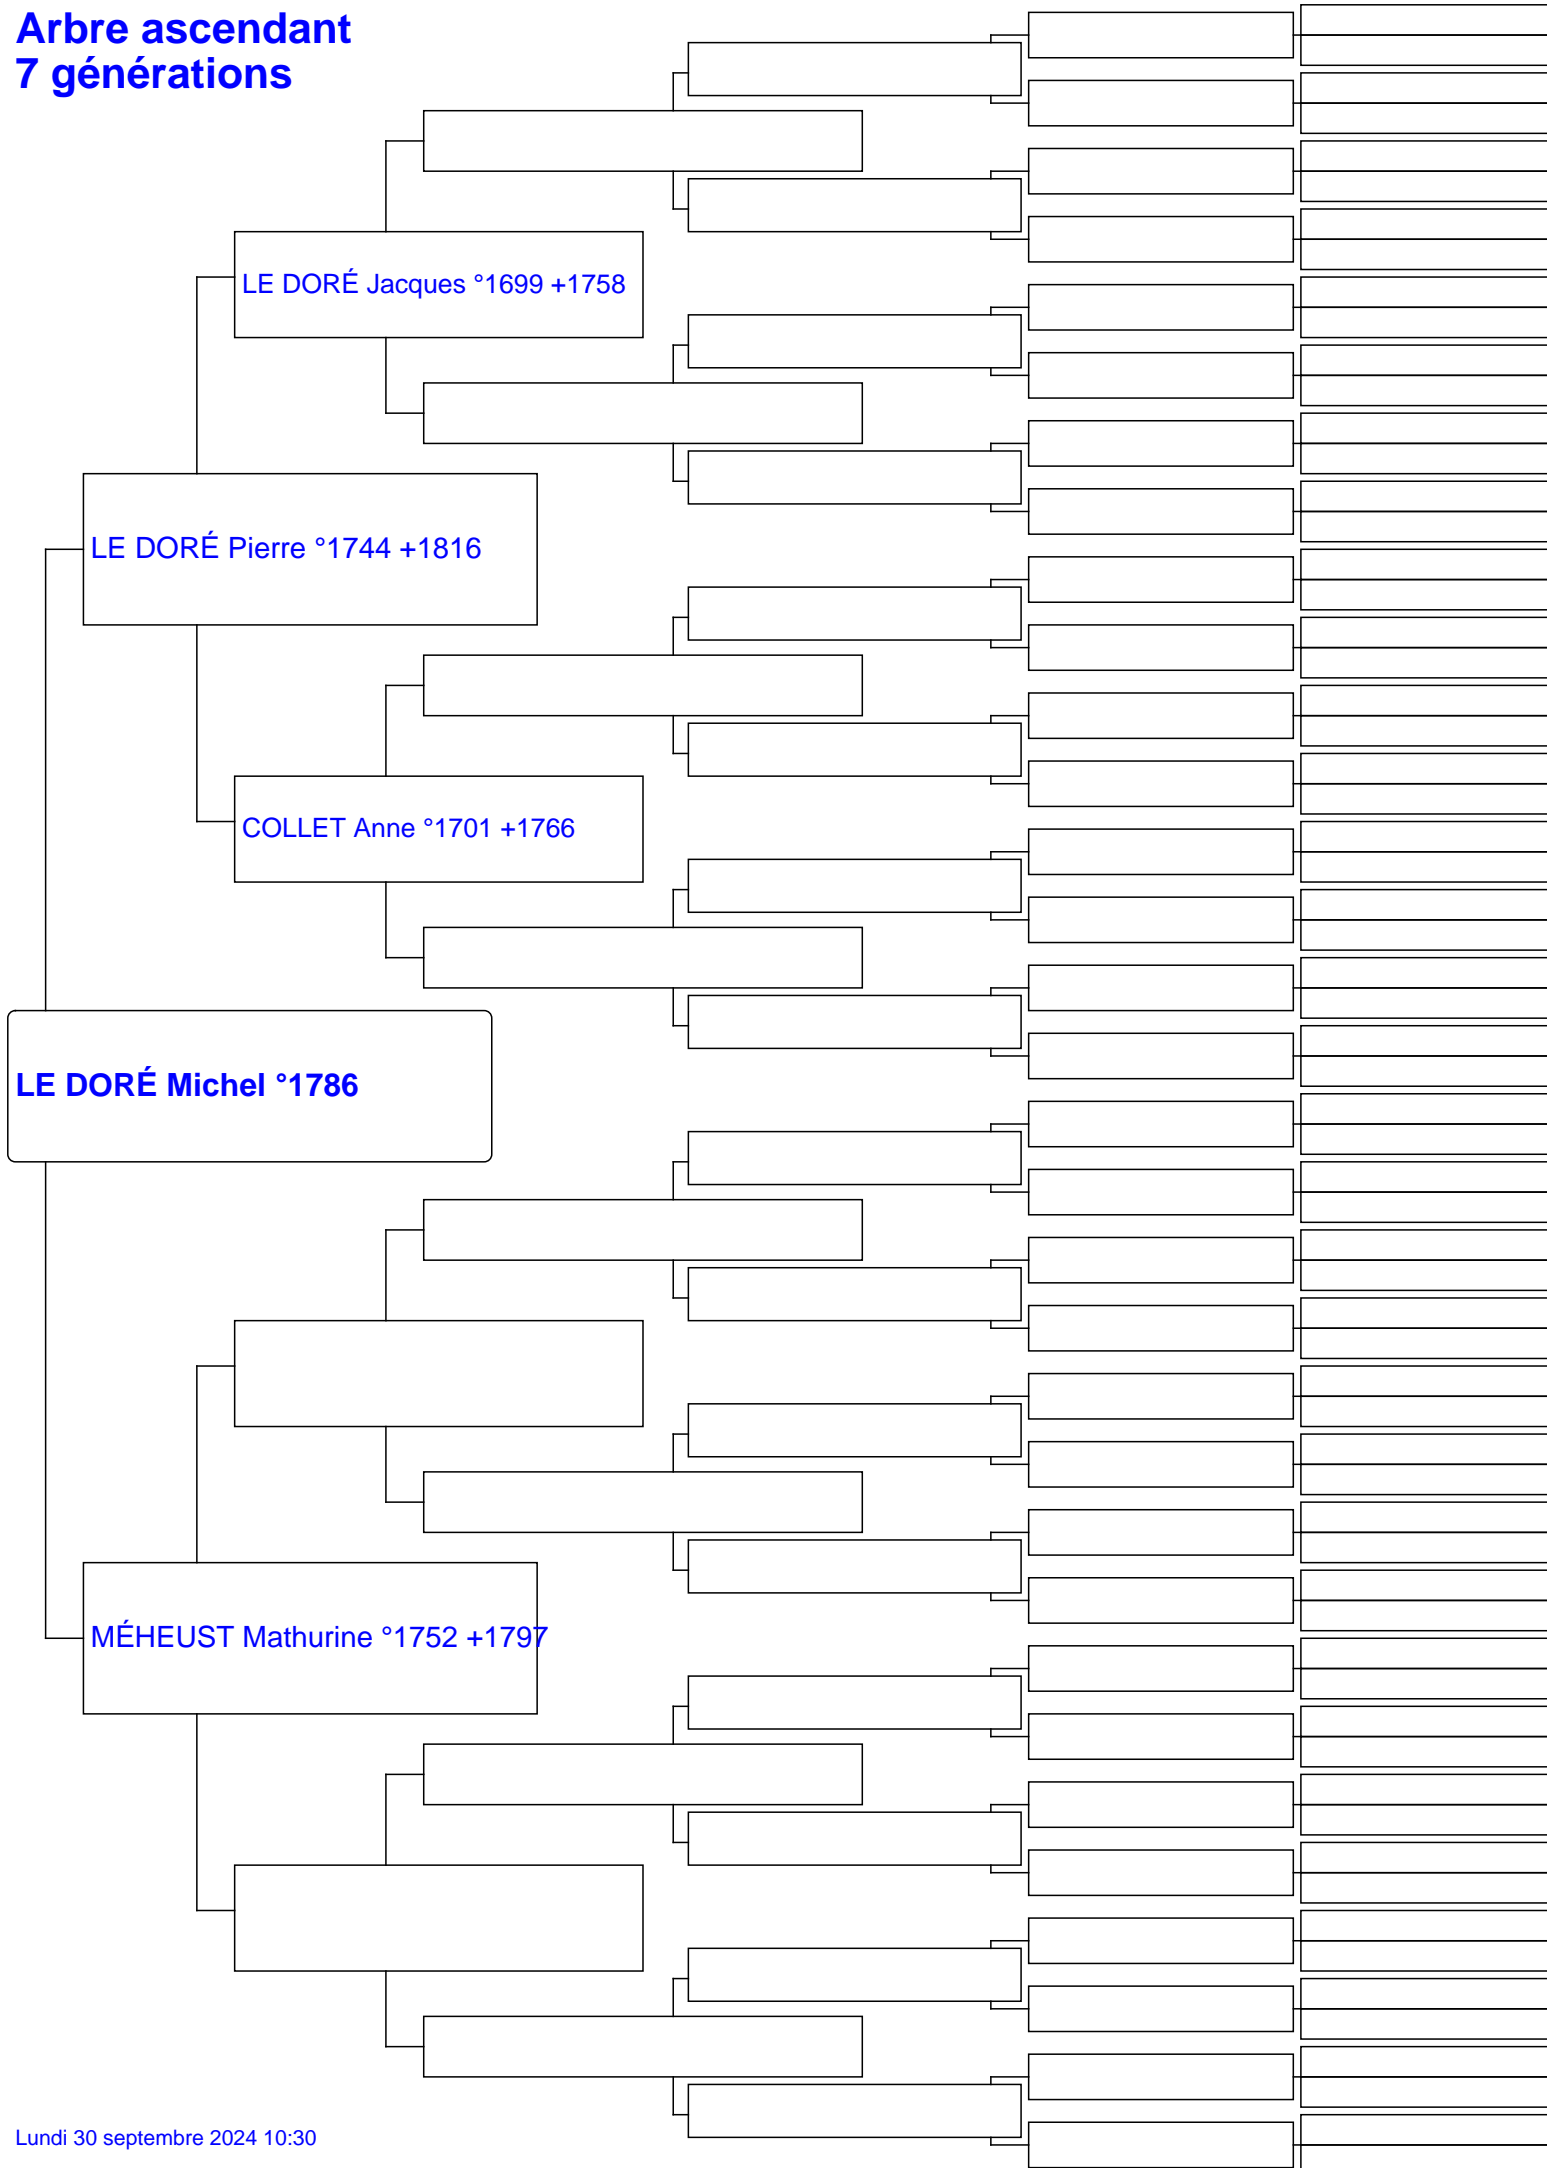 Arbre ascendant
7 générations
LE DORÉ Jacques °1699 +1758
LE DORÉ Pierre °1744 +1816
COLLET Anne °1701 +1766
LE DORÉ Michel °1786
MÉHEUST Mathurine °1752 +1797
Lundi 30 septembre 2024 10:30